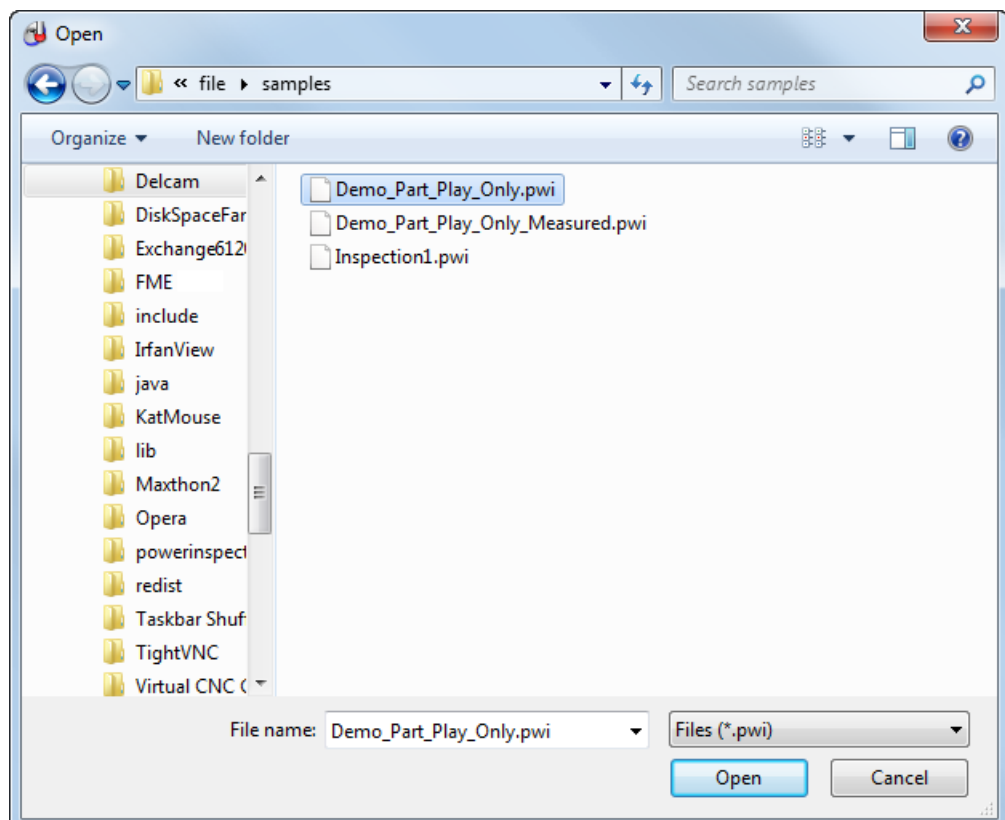 Open
« file ▸ samples
Search samples
Organize
New folder
Delcam
DiskSpaceFar
Exchange612
FME
include
IrfanView
java
KatMouse
lib
Maxthon2
Opera
powerinspect
redist
Taskbar Shuf
TightVNC
Virtual CNC
Demo_Part_Play_Only.pwi
Demo_Part_Play_Only_Measured.pwi
Inspection1.pwi
File name: Demo_Part_Play_Only.pwi
Files (*.pwi)
Open
Cancel